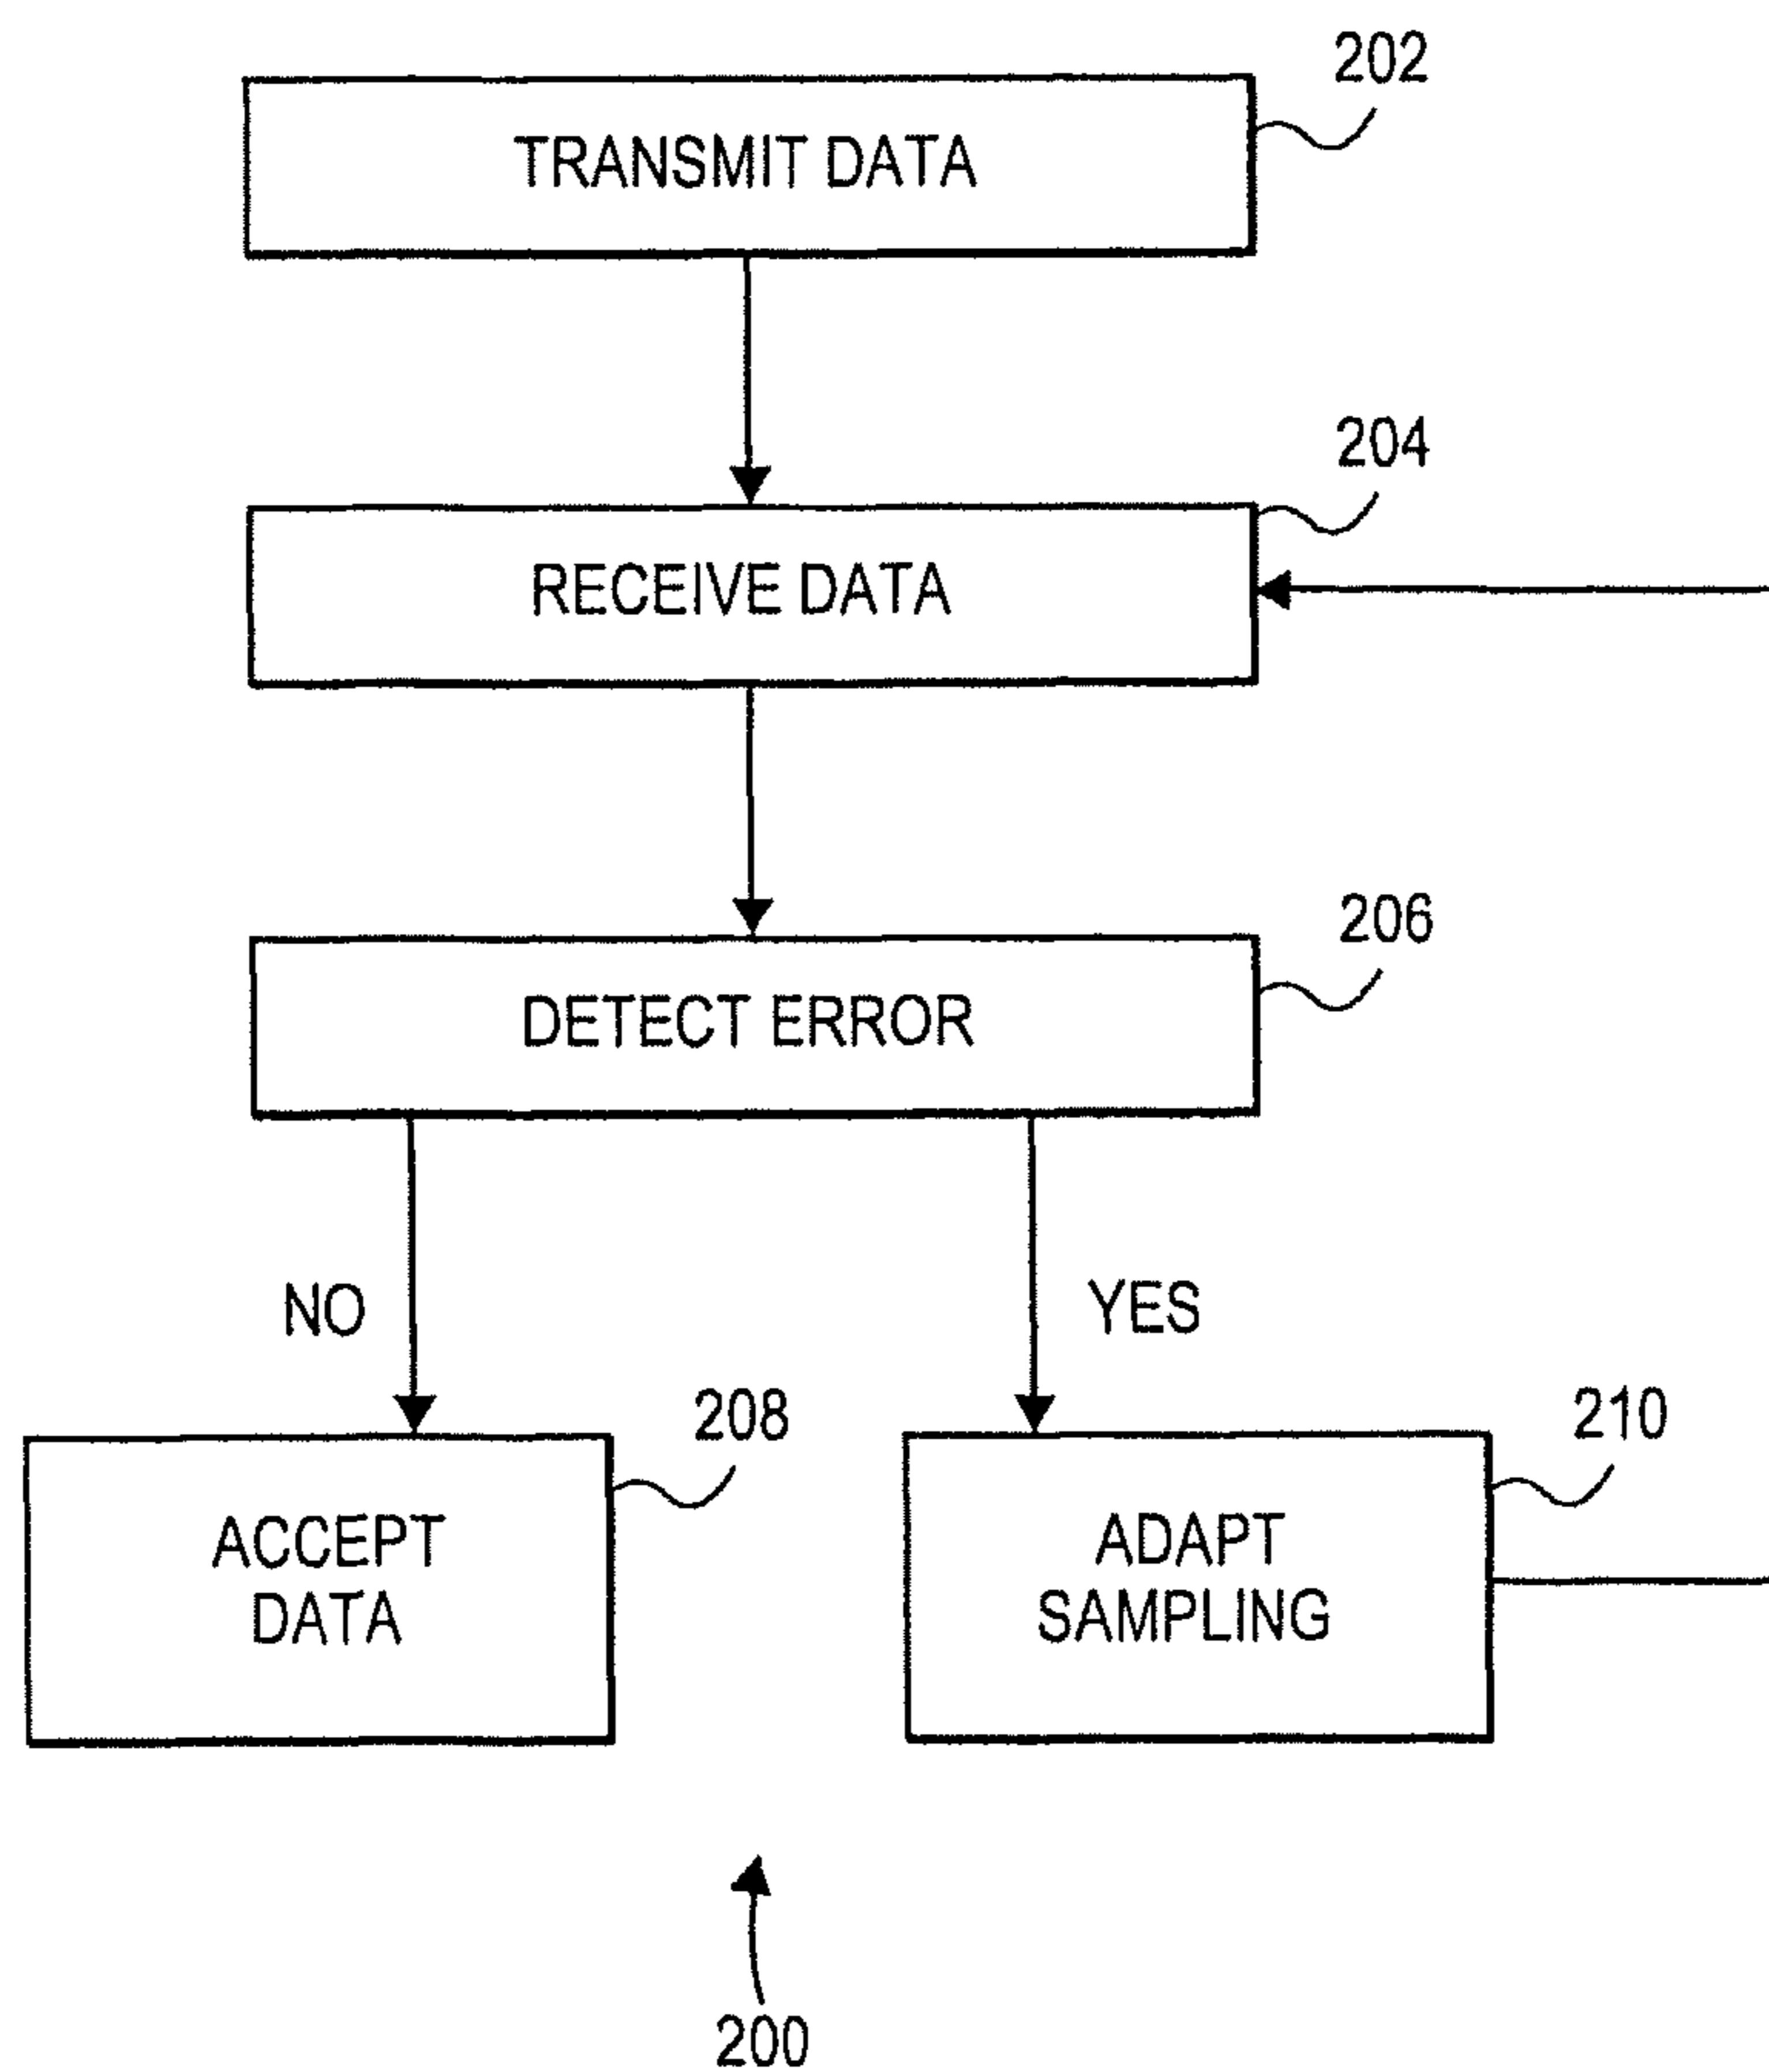 202
TRANSMIT DATA
204
RECEIVE DATA
206
DETECT ERROR
NO
YES
208
210
ACCEPT
DATA
ADAPT
SAMPLING
200